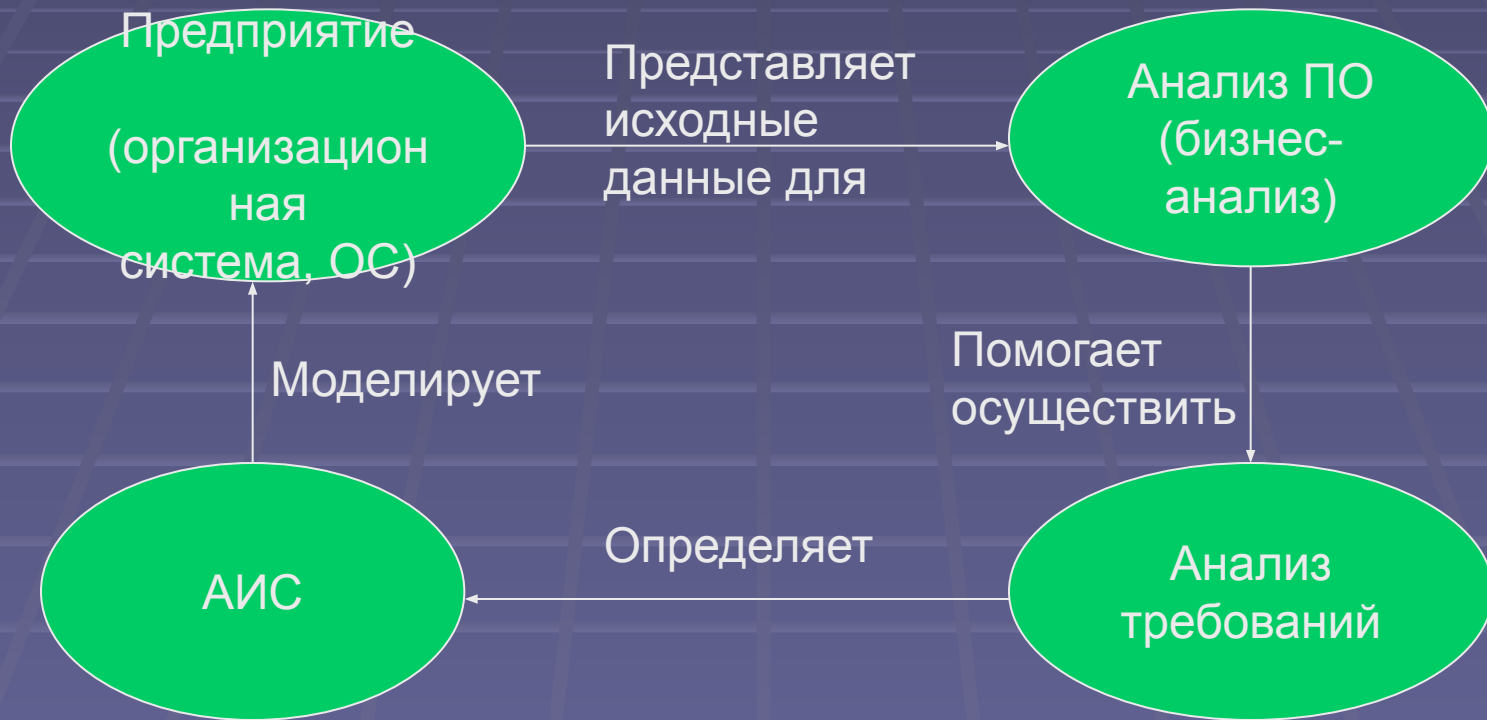 Предприятие
(организацион
ная
система, ОС)
Представляет
исходные
данные для
Анализ ПО
(бизнес-
анализ)
Моделирует
Помогает
осуществить
АИС
Определяет
Анализ
требований